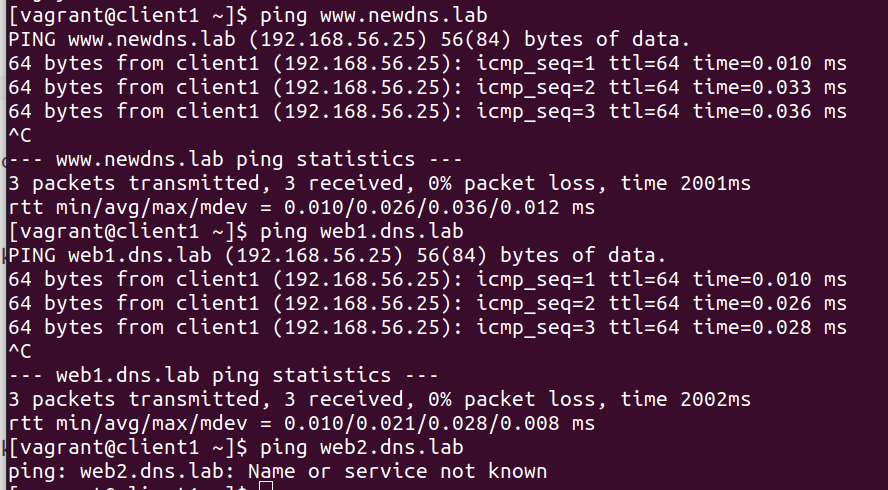 [vagrant@client1 ~]$ ping www.newdns.lab
PING www.newdns.lab (192.168.56.25) 56(84) bytes of data.
64 bytes from client1 (192.168.56.25): icmp_seq=1 ttl=64 time=0.010 ms
64 bytes from client1 (192.168.56.25): icmp_seq=2 ttl=64 time=0.033 ms
64 bytes from client1 (192.168.56.25): icmp_seq=3 ttl=64 time=0.036 ms
^C
--- www.newdns.lab ping statistics ---
3 packets transmitted, 3 received, 0% packet loss, time 2001ms
rtt min/avg/max/mdev = 0.010/0.026/0.036/0.012 ms
[vagrant@client1 ~]$ ping web1.dns.lab
PING web1.dns.lab (192.168.56.25) 56(84) bytes of data.
64 bytes from client1 (192.168.56.25): icmp_seq=1 ttl=64 time=0.010 ms
64 bytes from client1 (192.168.56.25): icmp_seq=2 ttl=64 time=0.026 ms
64 bytes from client1 (192.168.56.25): icmp_seq=3 ttl=64 time=0.028 ms
^C
--- web1.dns.lab ping statistics ---
3 packets transmitted, 3 received, 0% packet loss, time 2002ms
rtt min/avg/max/mdev = 0.010/0.021/0.028/0.008 ms
[vagrant@client1 ~]$ ping web2.dns.lab
ping: web2.dns.lab: Name or service not known